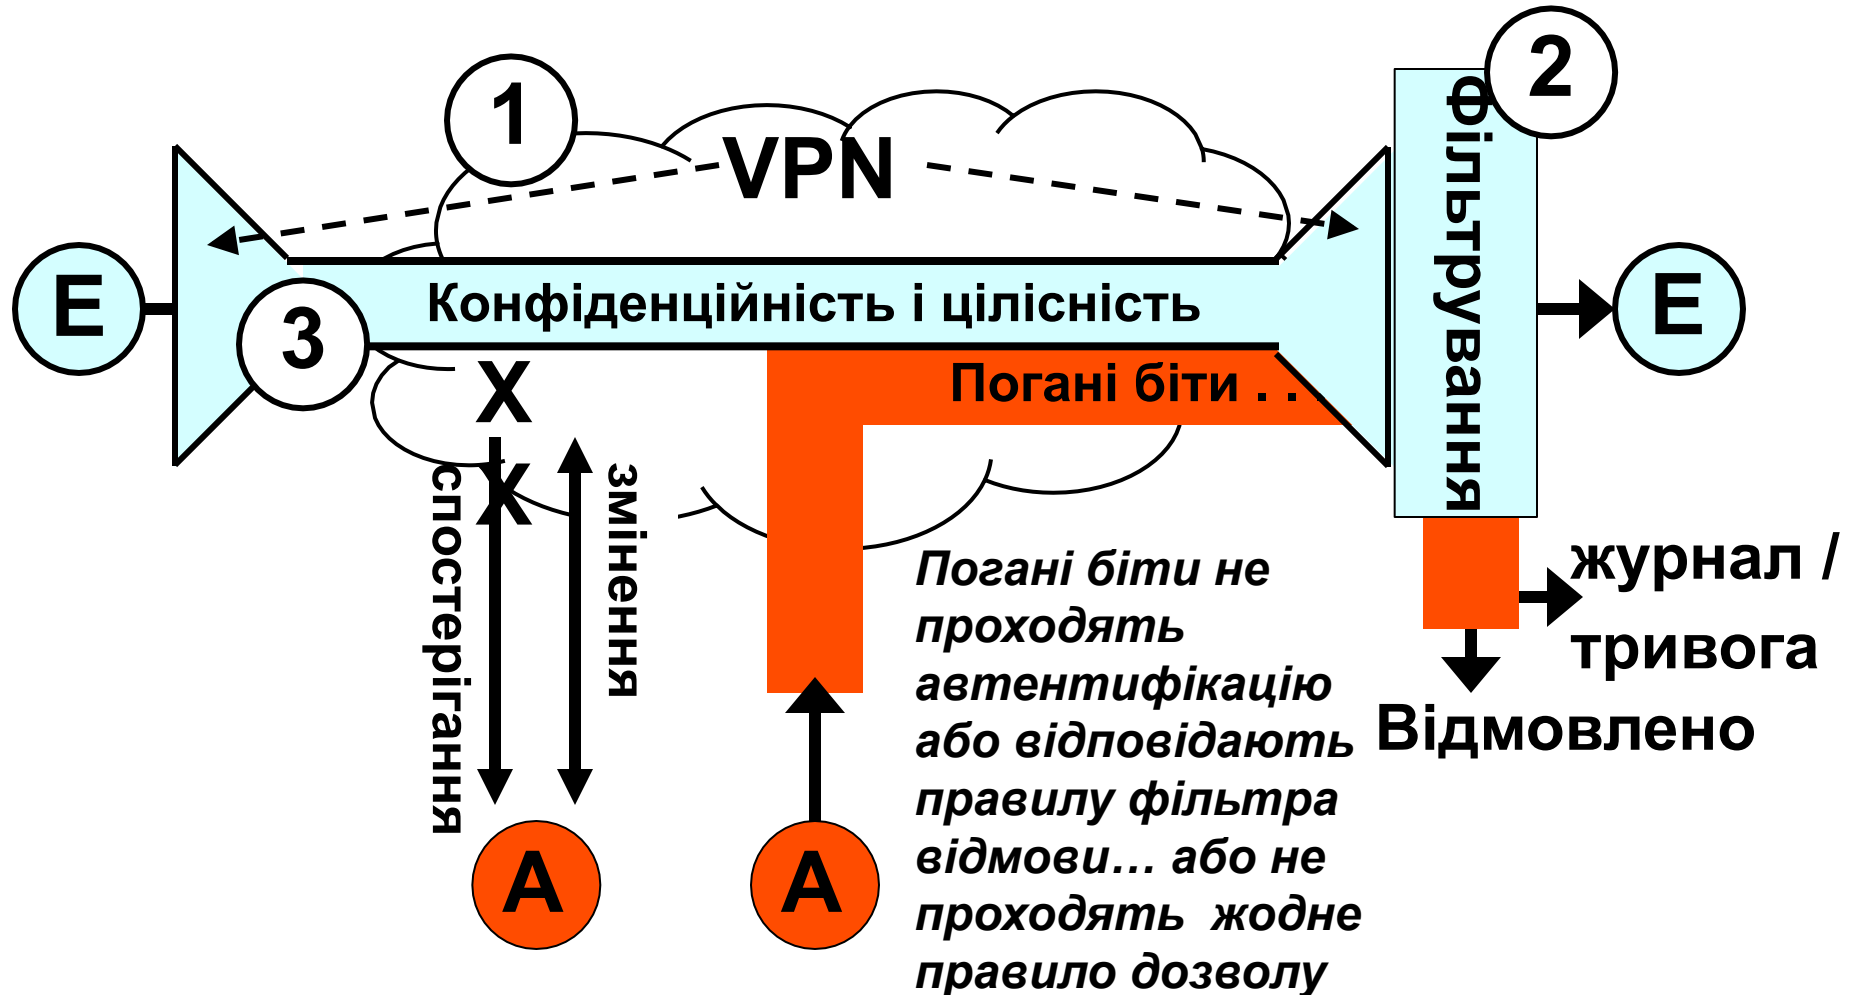 1
2
VPN
Фільтрування
E
Конфіденційність і цілісність
E
3
X
X
Погані біти . . .
спостерігання
змінення
журнал /
тривога
Відмовлено
Погані біти не
проходять
автентифікацію
або відповідають
правилу фільтра
відмови... або не
проходять жодне
правило дозволу
A
A